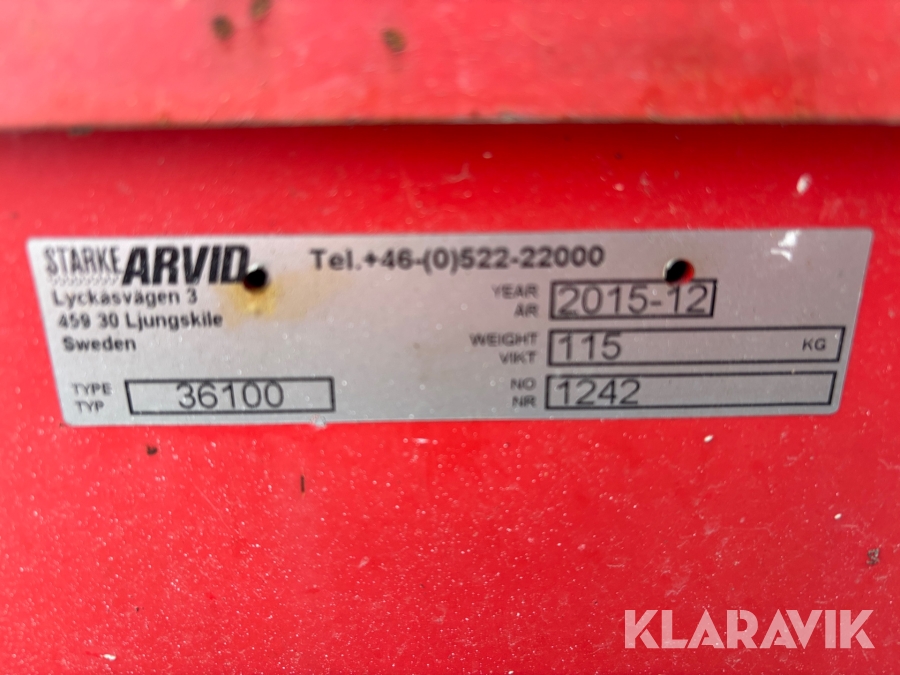 STARKE ARVID
Tel.+46-(0)522-22000
Lyckasvägen 3
459 30 Ljungskile
Sweden
TYPE
TYP
36100
YEAR
ÅR
2015-12
WEIGHT
VIKT
115 KG
NO
NR
1242
KLARAVIK